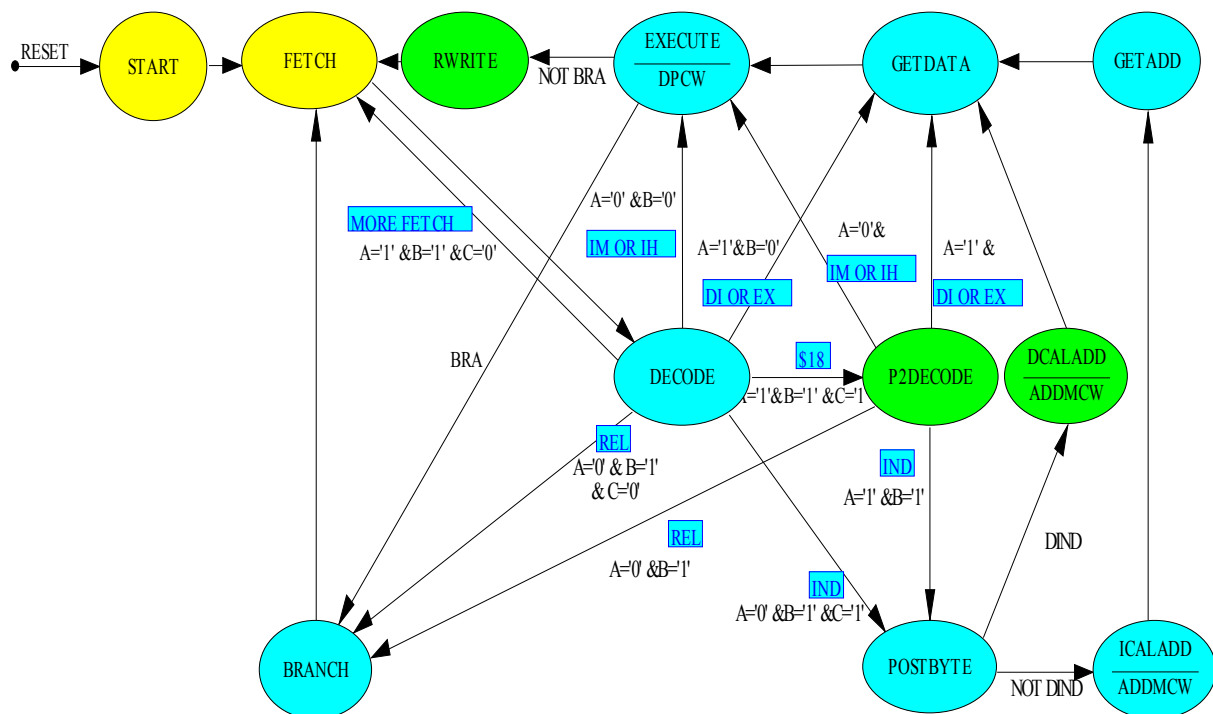 RESET
START
FETCH
RWRITE
NOT BRA
EXECUTE
DPCW
GETDATA
GETADD
MORE FETCH
A='1' &B='1' &C='0'
A='0' &B='0'
IM OR IH
A='1'&B='0'
DI OR EX
A='0'&
IM OR IH
A='1' &
DI OR EX
BRA
DECODE
$18
A='1'&B='1' &C='1
P2DECODE
DCALADD
ADDMCW
REL
A='0' & B='1'
& C='0'
IND
A='1' &B='1'
REL
A='0' &B='1'
DIND
IND
A='0' &B='1' &C='1'
BRANCH
POSTBYTE
NOT DIND
ICALADD
ADDMCW